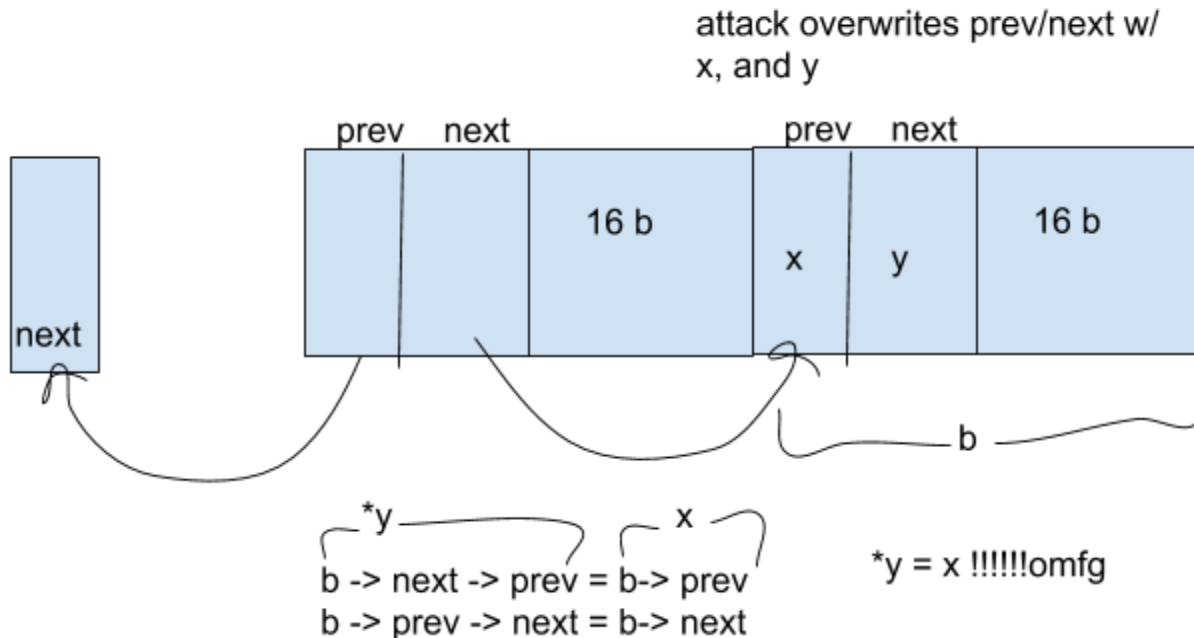 attack overwrites prev/next w/
x, and y
prev next
prev next
next
16 b
x
y
16 b
b
*y
x
b -> next -> prev = b-> prev
b -> prev -> next = b-> next
*y = x !!!!!!omfg